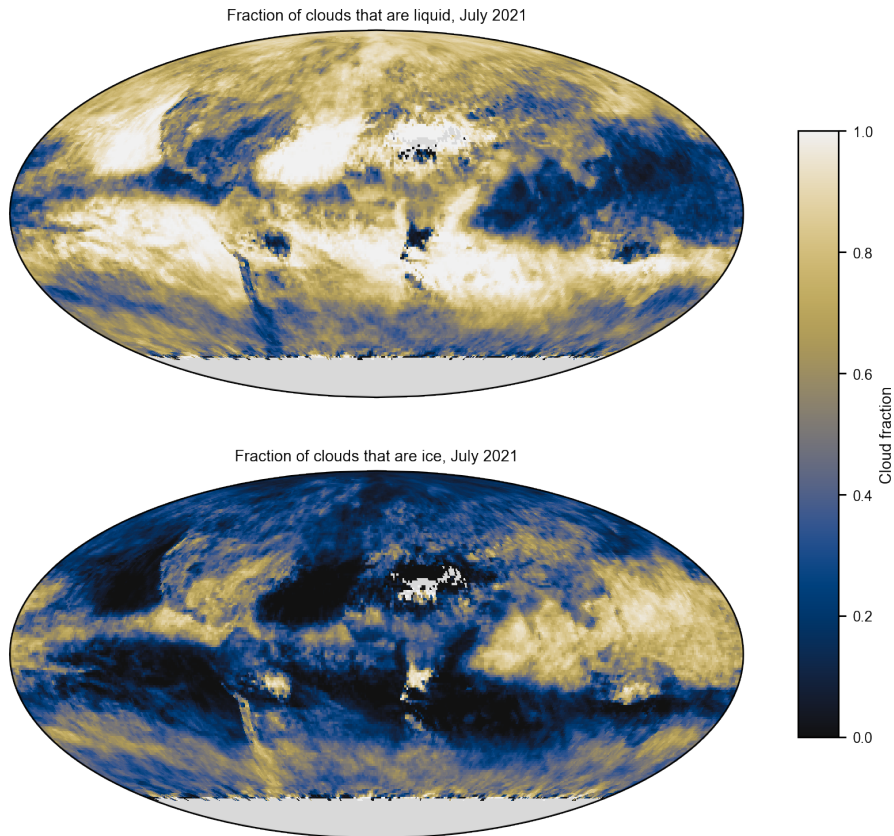 Fraction of clouds that are liquid, July 2021
1.0
0.8
0.6
0.4
0.2
0.0
Cloud fraction
Fraction of clouds that are ice, July 2021